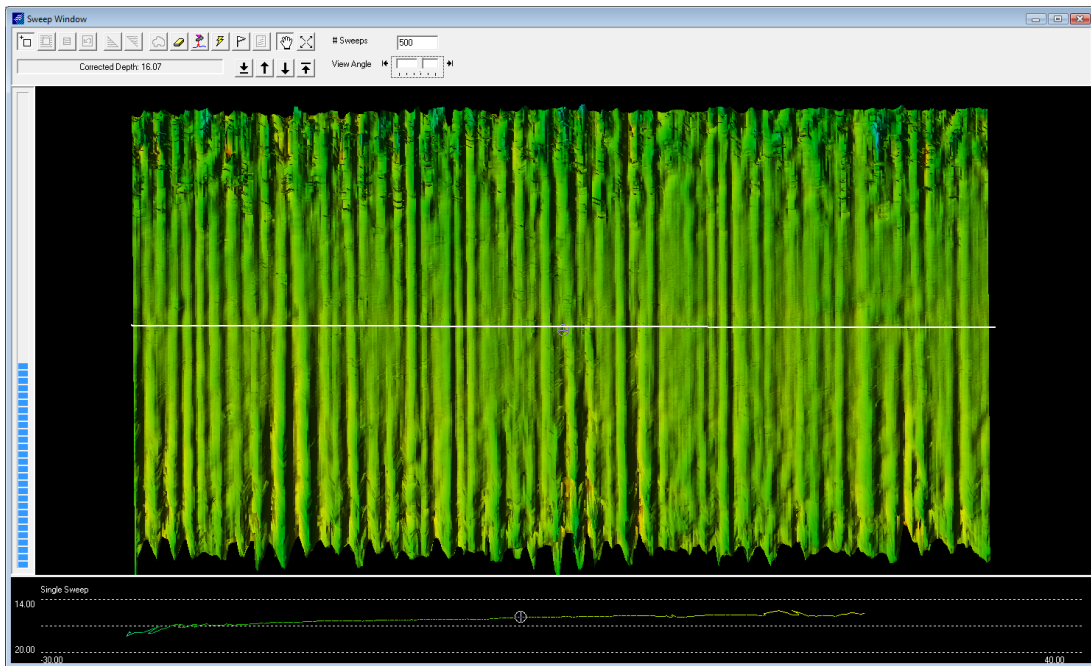 Sweep Window
# Sweeps 500
Corrected Depth: 16.07
View Angle
Single Sweep
14.00
20.00
-30.00 40.00